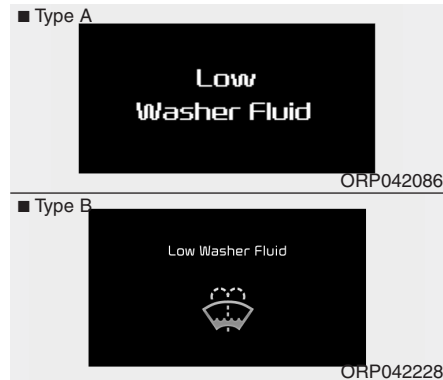 ■ Type A
Low
Washer Fluid
ORP042086
■ Type B
Low Washer Fluid
ORP042228